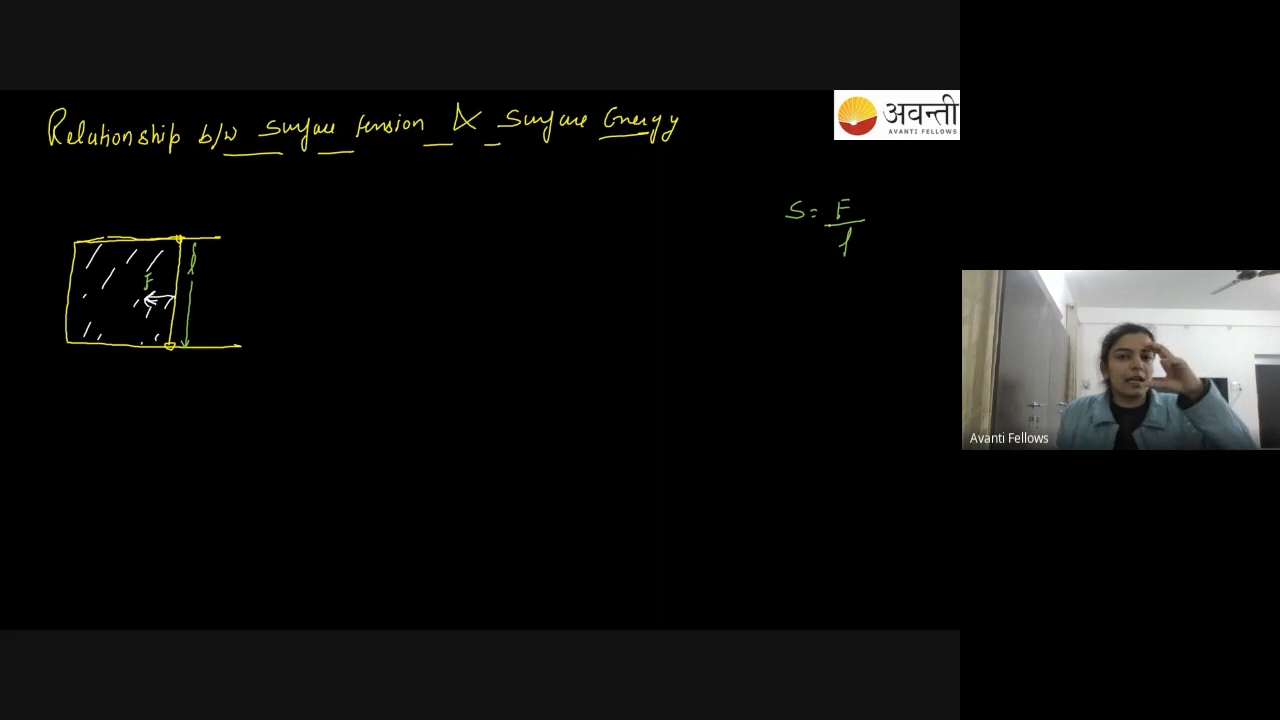 Relationship b/w Surface tension & Surface Energy
अवन्ती
AVANTI FELLOWS
S = F
l
F
l
Avanti Fellows